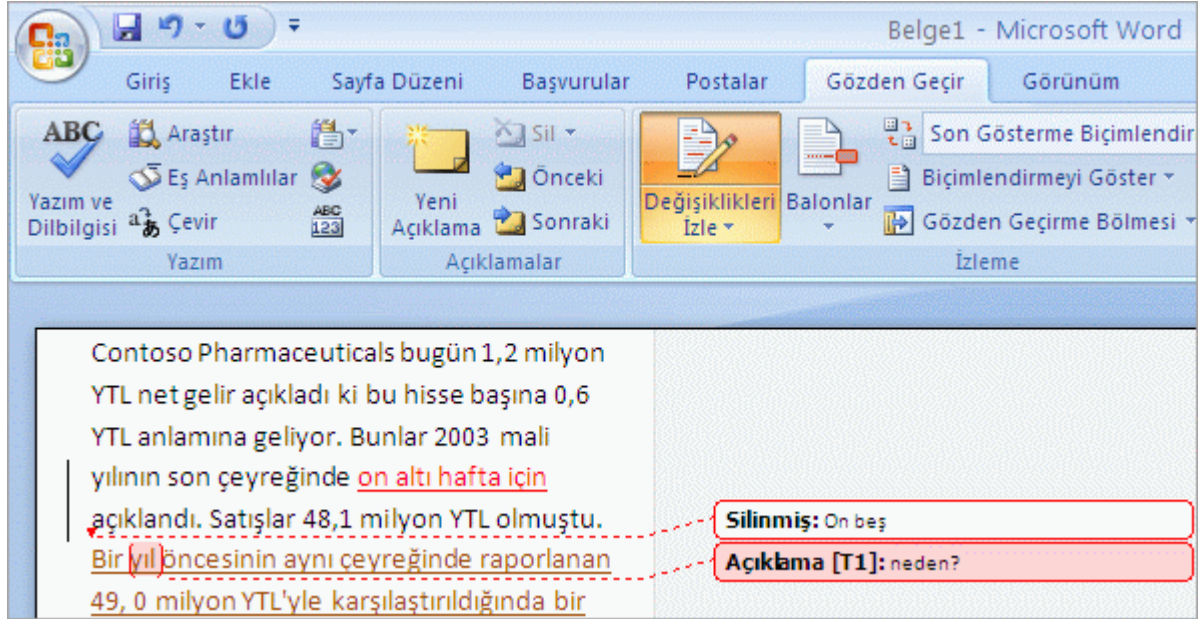 Belge1 - Microsoft Word
Giriş Ekle Sayfa Düzeni Başvurular Postalar Gözden Geçir Görünüm
ABC Araştır Sil Son Gösterme Biçimlendir
Eş Anlamlılar Önceki Biçimlendirmeyi Göster
Yazım ve Dilbilgisi Çevir ABC 123 Yeni Açıklama Sonraki Değişiklikleri İzle Balonlar Gözden Geçirme Bölmesi
Yazım Açıklamalar İzleme
Contoso Pharmaceuticals bugün 1,2 milyon
YTL net gelir açıkladı ki bu hisse başına 0,6
YTL anlamına geliyor. Bunlar 2003 mali
yılının son çeyreğinde on altı hafta için
açıklandı. Satışlar 48,1 milyon YTL olmuştu.
Silinmiş: On beş
Bir yıl öncesinin aynı çeyreğinde raporlanan
Açıklama [T1]: neden?
49, 0 milyon YTL'yle karşılaştırıldığında bir